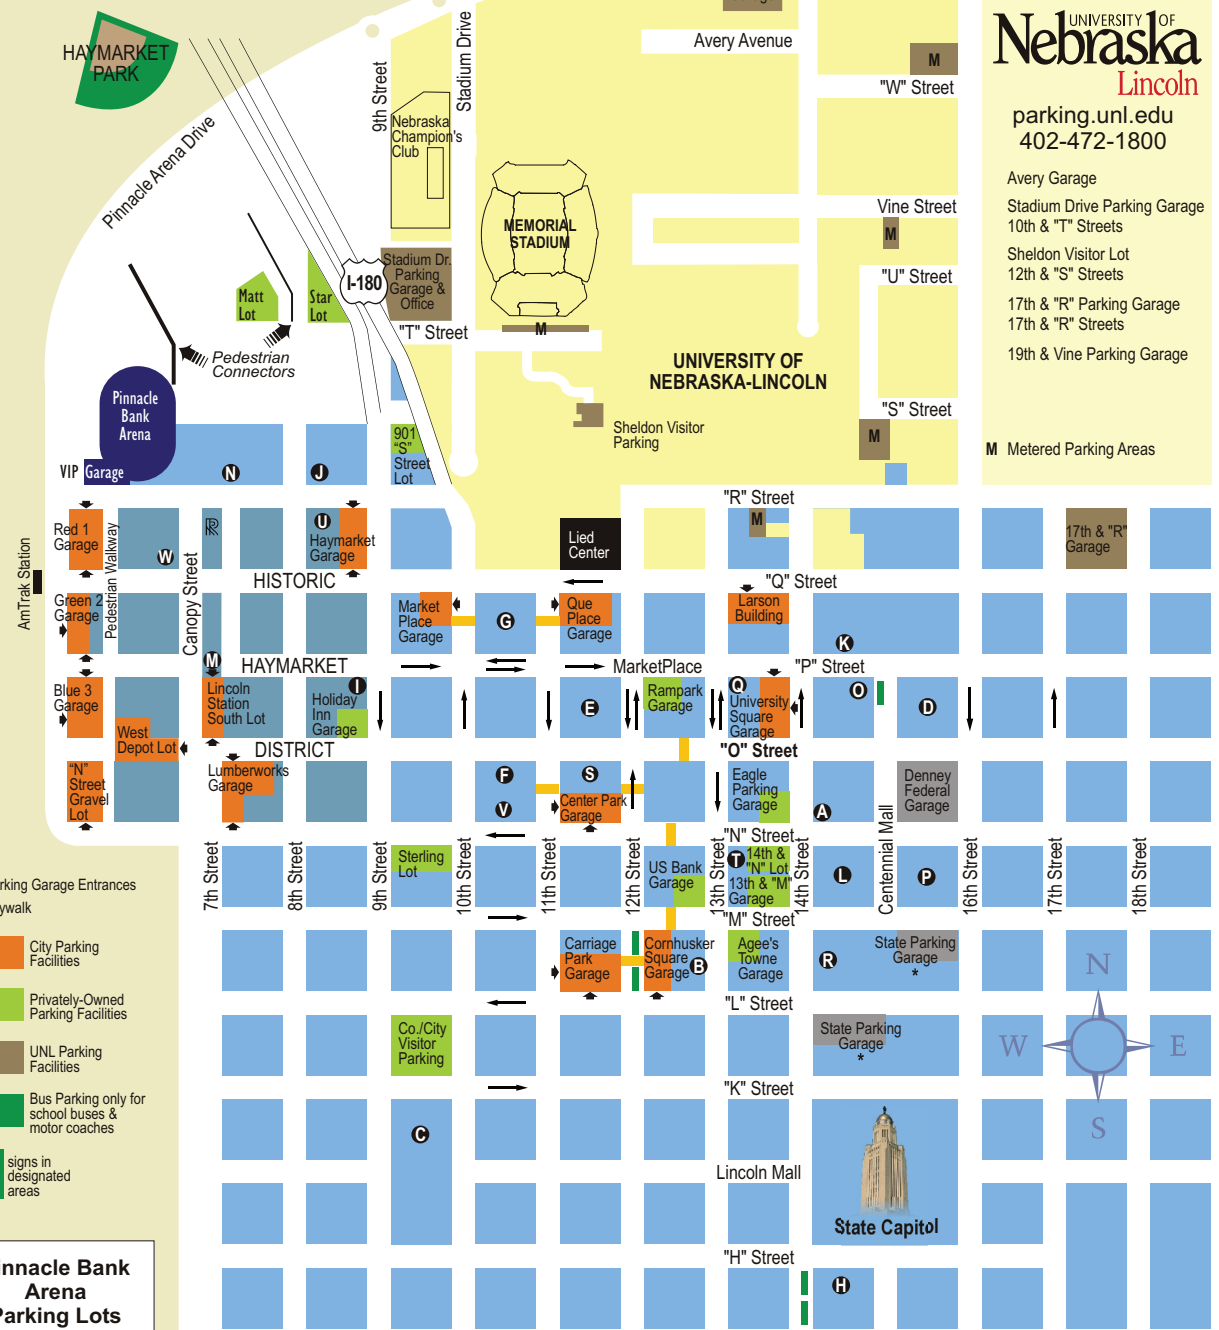 HAYMARKET
PARK
Pinnacle Arena Drive
9th Street
Stadium Drive
Avery Avenue
M
"W" Street
UNIVERSITY OF
Nebraska
Lincoln
parking.unl.edu
402-472-1800
Avery Garage
Stadium Drive Parking Garage
10th & "T" Streets
Sheldon Visitor Lot
12th & "S" Streets
17th & "R" Parking Garage
17th & "R" Streets
19th & Vine Parking Garage
M Metered Parking Areas
Nebraska
Champion's
Club
MEMORIAL
STADIUM
Vine Street
M
"U" Street
Stadium Dr.
Parking
Garage &
Office
I-180
Matt
Lot
Star
Lot
"T" Street
M
Pedestrian
Connectors
UNIVERSITY OF
NEBRASKA-LINCOLN
Pinnacle
Bank
Arena
VIP Garage
N
J
901
"S"
Street
Lot
Sheldon Visitor
Parking
"S" Street
M
"R" Street
Red 1
Garage
Pedestrian Walkway
W
R
U
Haymarket
Garage
Lied
Center
M
17th & "R"
Garage
AmTrak Station
Canopy Street
HISTORIC
"Q" Street
Green 2
Garage
Market
Place
Garage
G
Que
Place
Garage
Larson
Building
K
M
HAYMARKET
MarketPlace
"P" Street
Blue 3
Garage
Lincoln
Station
South Lot
I
Holiday
Inn
Garage
E
Rampark
Garage
Q
University
Square
Garage
O
D
West
Depot Lot
DISTRICT
"O" Street
"N"
Street
Gravel
Lot
Lumberworks
Garage
F
V
S
Center Park
Garage
Eagle
Parking
Garage
A
Denney
Federal
Garage
"N" Street
7th Street
8th Street
9th Street
Sterling
Lot
10th Street
11th Street
12th Street
US Bank
Garage
13th Street
T
14th &
"N" Lot
13th & "M"
Garage
14th Street
L
Centennial Mall
P
16th Street
17th Street
18th Street
"M" Street
Carriage
Park
Garage
Cornhusker
Square
Garage
B
Agee's
Towne
Garage
R
State Parking
Garage
*
"L" Street
Co./City
Visitor
Parking
State Parking
Garage
*
N
W
E
S
"K" Street
C
Lincoln Mall
State Capitol
"H" Street
H
rking Garage Entrances
ywalk
City Parking
Facilities
Privately-Owned
Parking Facilities
UNL Parking
Facilities
Bus Parking only for
school buses &
motor coaches
signs in
designated
areas
innacle Bank
Arena
Parking Lots